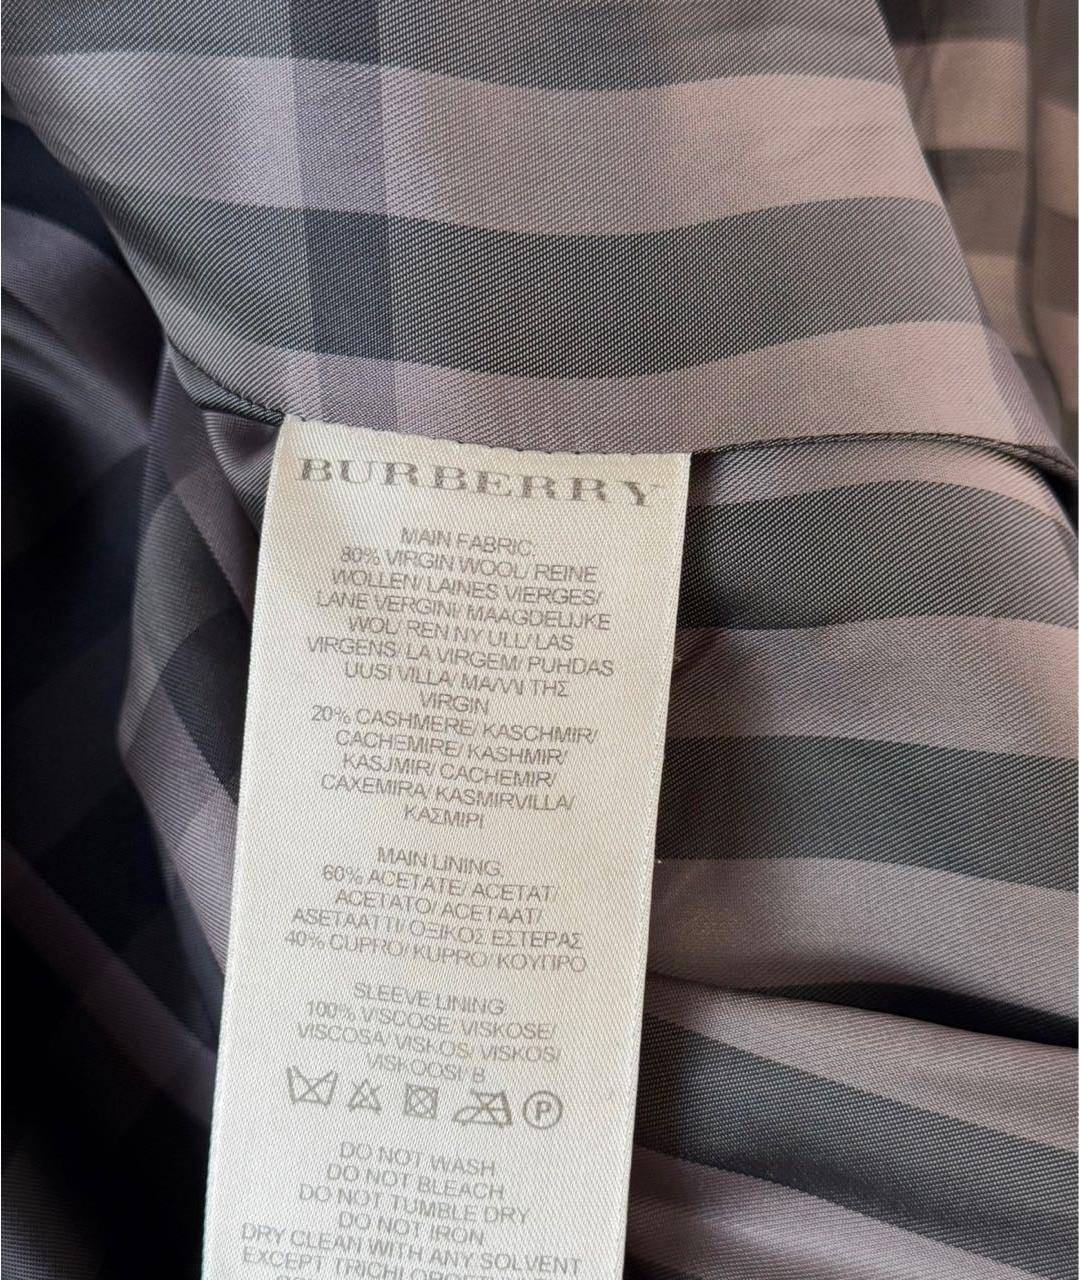 BURBERRY
MAIN FABRIC:
80% VIRGIN WOOL/ REINE
WOLLEN/ LAINES VIERGES/
LANE VERGINI/ MAAGDELIJKE
WOL/ REN NY ULL/ LAS
VIRGENS/ LA VIRGEM/ PUHDAS
UUSI VILLA/ ΜΑ/VVI ΤΗΣ
VIRGIN
20% CASHMERE/ KASCHMIR/
CACHEMIRE/ KASHMIR/
KASJMIR/ CACHEMIR/
CAXEMIRA/ KASMIRVILLA/
ΚΑΣΜΙΡΙ
MAIN LINING:
60% ACETATE/ ACETAT/
ACETATO/ ACETAAT/
ASETAATTI/ ΟΞΙΚΟΣ ΕΣΤΕΡΑΣ
40% CUPRO/ KUPRO/ ΚΟΥΠΡΟ
SLEEVE LINING:
100% VISCOSE/ VISKOSE/
VISCOSA/ VISKOS/ VISKOS/
VISKOOSI/ Β
P
DO NOT WASH
DO NOT BLEACH
DO NOT TUMBLE DRY
DO NOT IRON
DRY CLEAN WITH ANY SOLVENT
EXCEPT TRICHLORGET